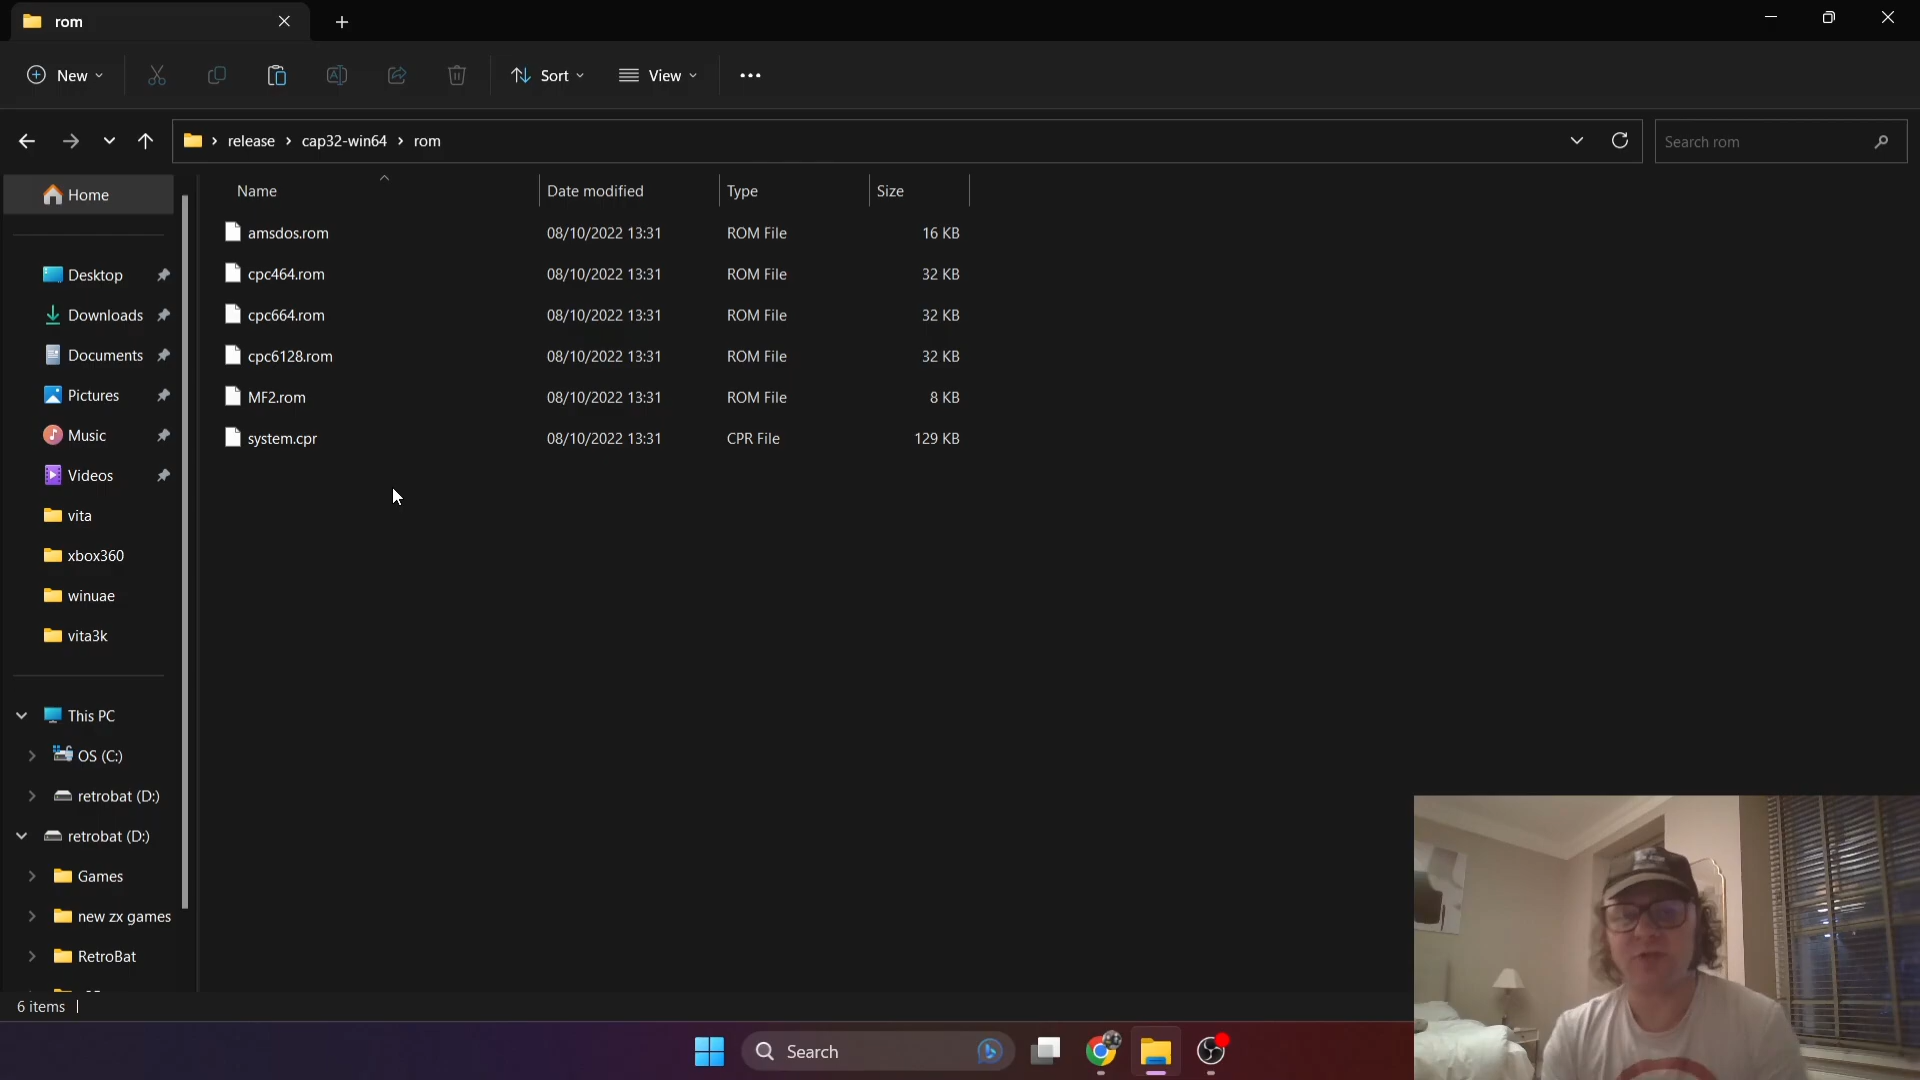 rom
New
Sort
View
release
cap32-win64
rom
Search rom
Name
Date modified
Type
Size
amsdos.rom 08/10/2022 13:31 ROM File 16 KB
cpc464.rom 08/10/2022 13:31 ROM File 32 KB
cpc664.rom 08/10/2022 13:31 ROM File 32 KB
cpc6128.rom 08/10/2022 13:31 ROM File 32 KB
MF2.rom 08/10/2022 13:31 ROM File 8 KB
system.cpr 08/10/2022 13:31 CPR File 129 KB
Home
Desktop
Downloads
Documents
Pictures
Music
Videos
vita
xbox360
winuae
vita3k
This PC
OS (C:)
retrobat (D:)
retrobat (D:)
Games
new zx games
RetroBat
6 items
Search